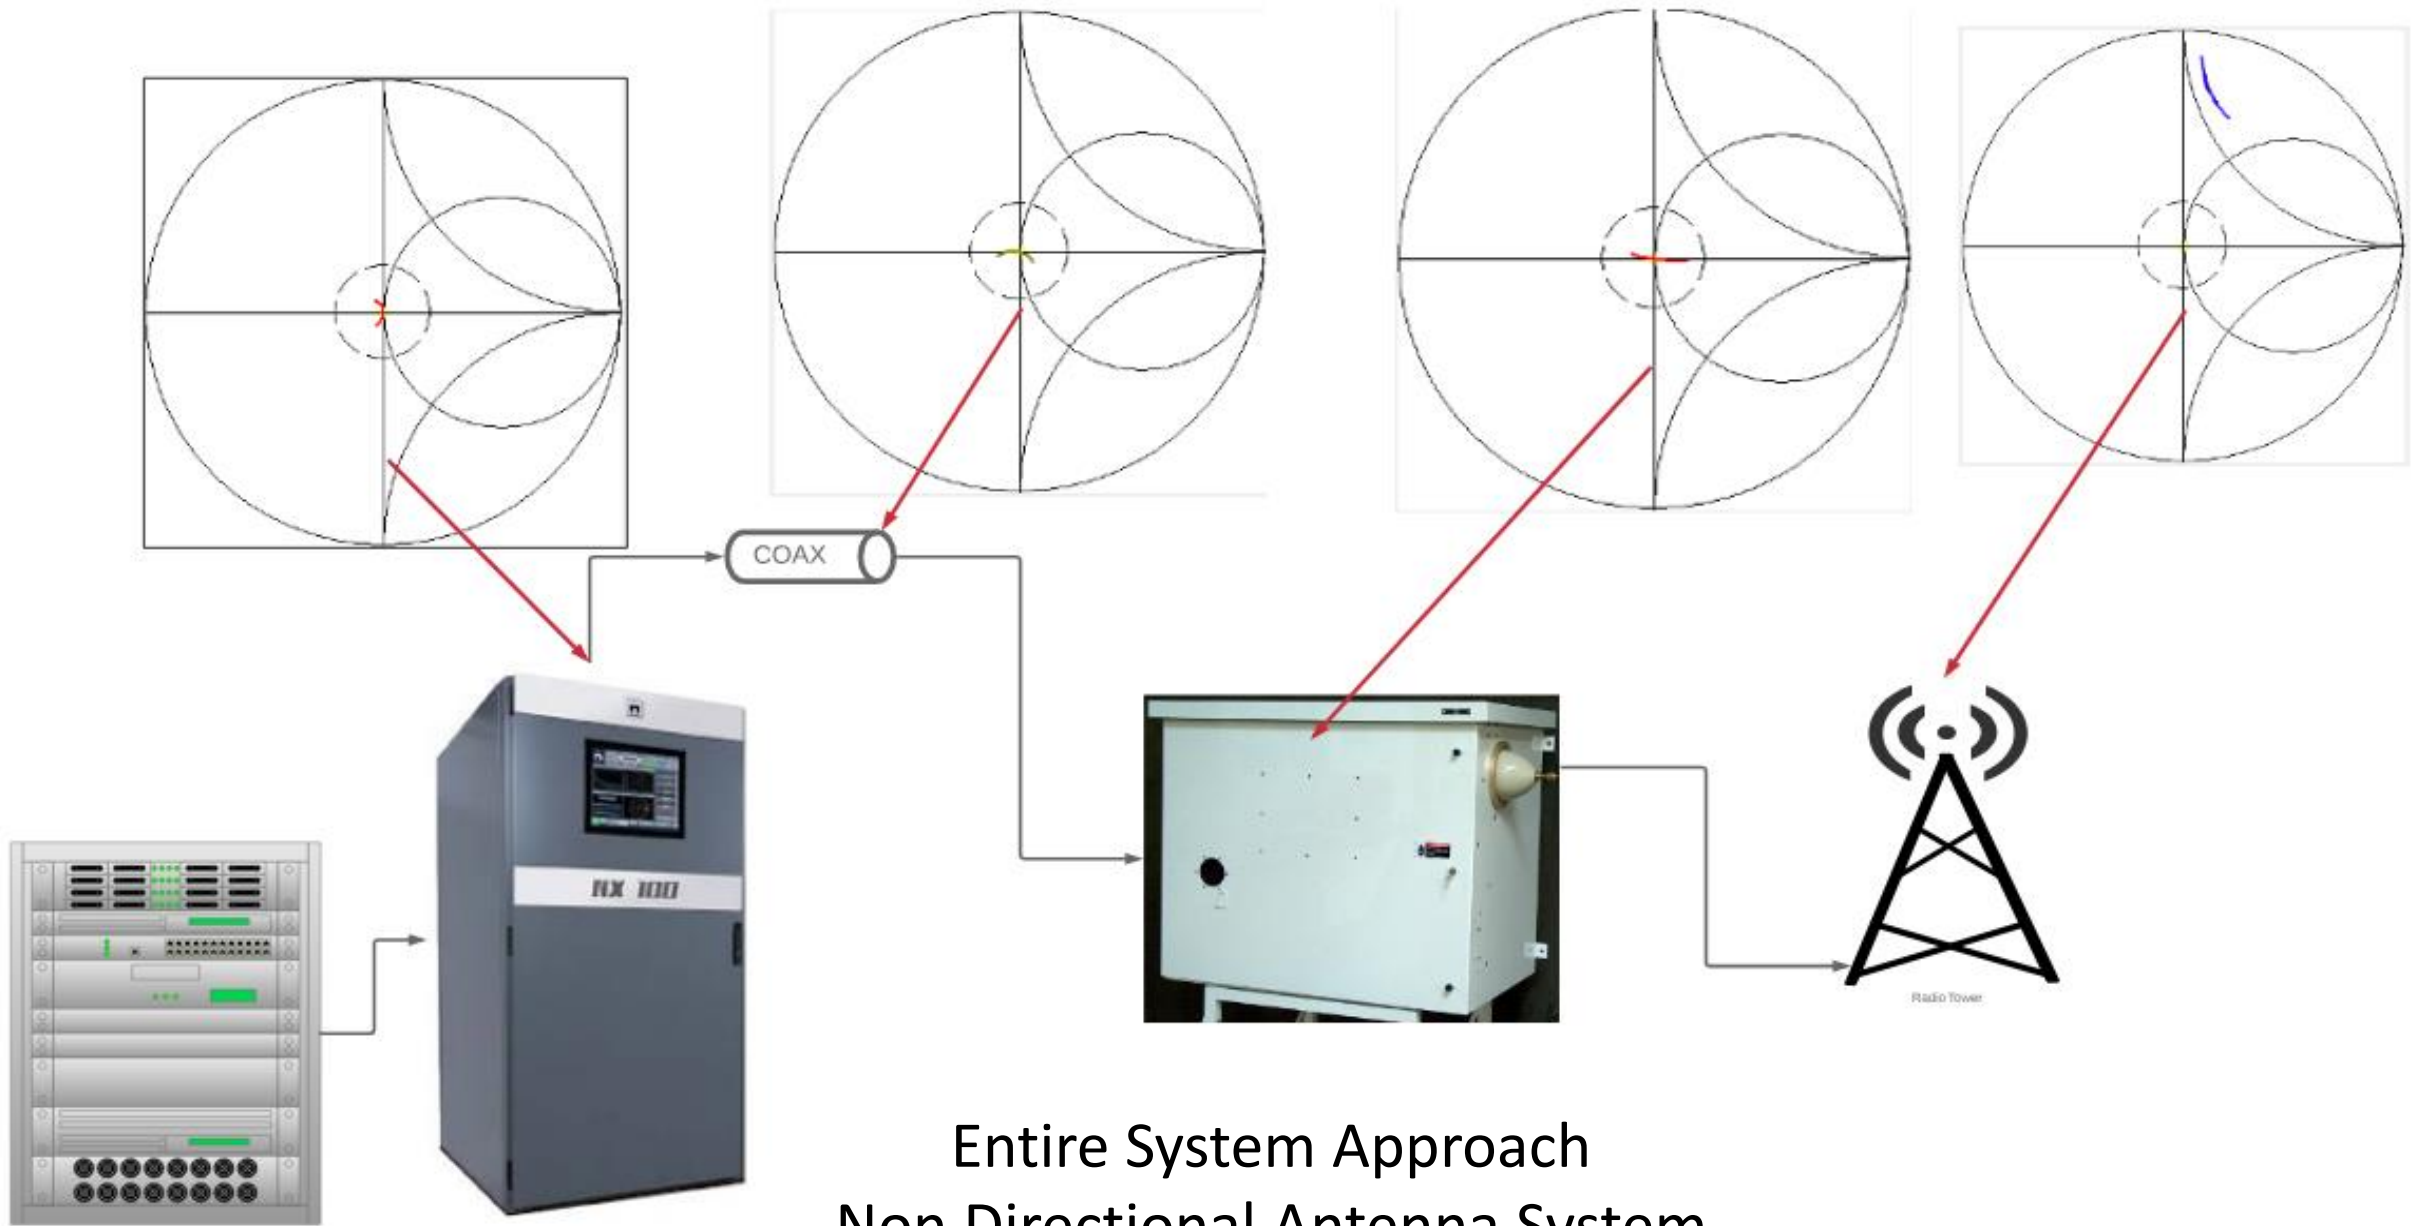 COAX
NX 100
Radio Tower
Entire System Approach
Non Directional Antenna System